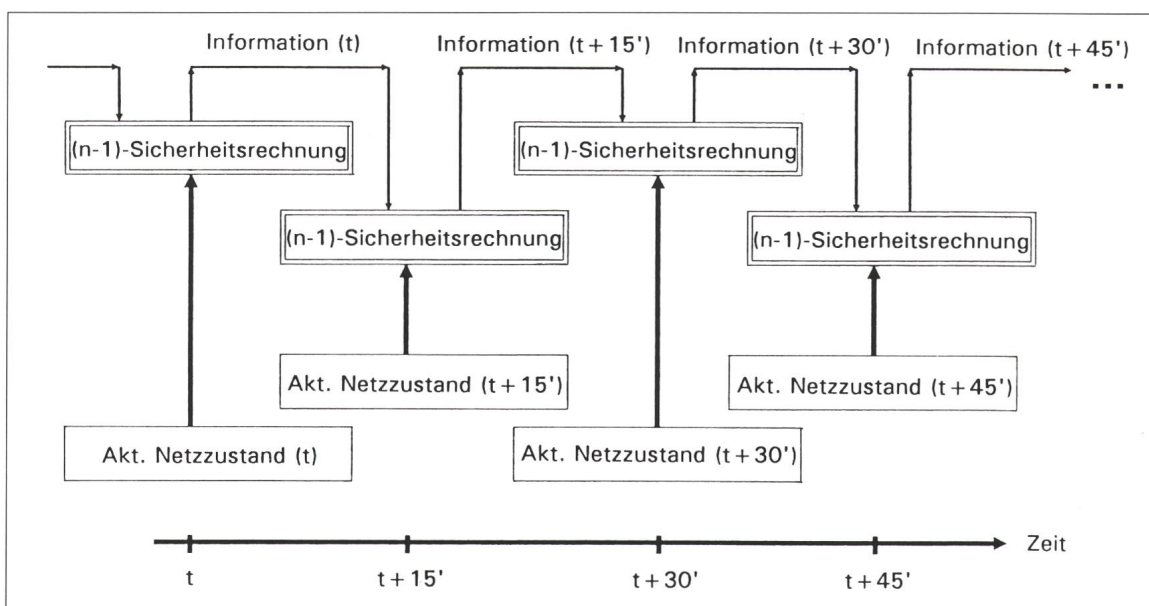 Information (t)
Information (t + 15')
Information (t + 30')
Information (t + 45')
...
(n-1)-Sicherheitsrechnung
(n-1)-Sicherheitsrechnung
(n-1)-Sicherheitsrechnung
(n-1)-Sicherheitsrechnung
Akt. Netzzustand (t + 15')
Akt. Netzzustand (t + 45')
Akt. Netzzustand (t)
Akt. Netzzustand (t + 30')
Zeit
t
t + 15'
t + 30'
t + 45'